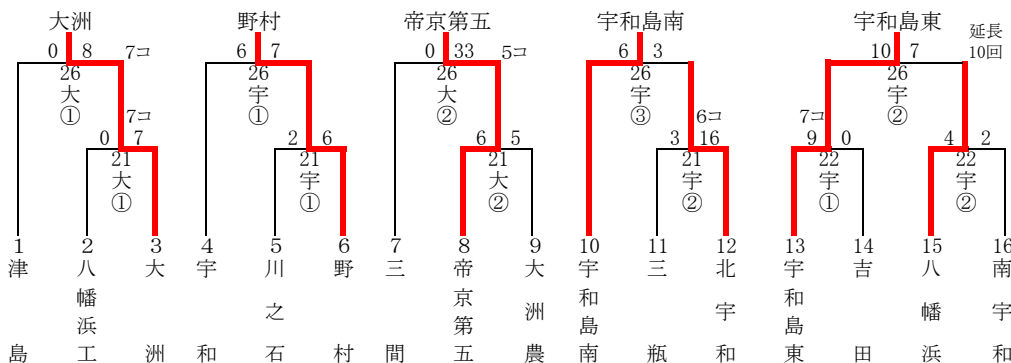 大洲 野村 帝京第五 宇和島南 宇和島東
延長
10回
0 8 7コ 6 7 0 33 5コ 6 3 10 7
26 26 26 26 26
大① 宇① 大② 宇③ 宇②
7コ 6コ 7コ
0 7 2 6 6 5 3 16 9 0 4 2
21 21 21 21 22 22
大① 宇① 大② 宇② 宇① 宇②
1 2 3 4 5 6 7 8 9 10 11 12 13 14 15 16
津島 八幡浜工 大洲 宇和 川之石 野村 三間 帝京第五 大洲農 宇和島南 三瓶 北宇和 宇和島東 吉田 八幡浜 南宇和